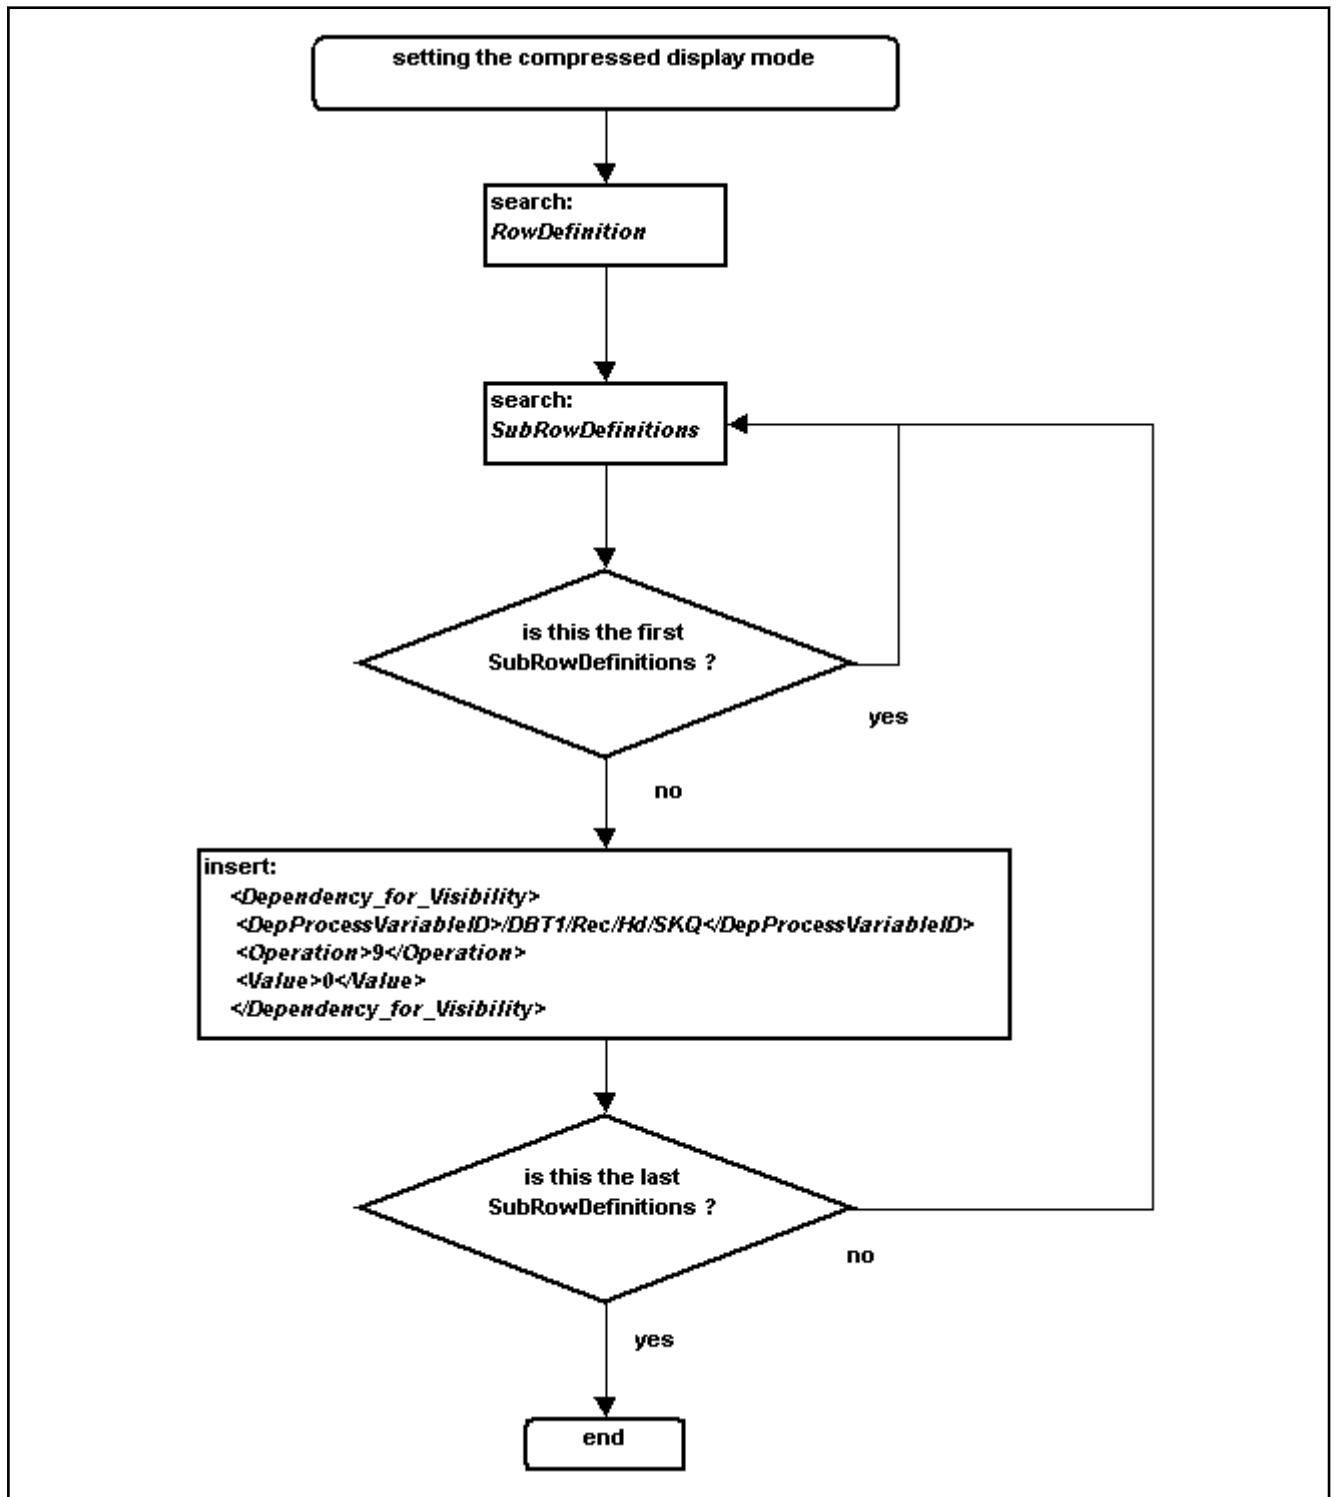 setting the compressed display mode
search:
RowDefinition
search:
SubRowDefinitions
is this the first
SubRowDefinitions ?
yes
no
insert:
<Dependency_for_Visibility>
<DepProcessVariableID>/DBT1/Rec/Hd/SKQ</DepProcessVariableID>
<Operation>9</Operation>
<Value>0</Value>
</Dependency_for_Visibility>
is this the last
SubRowDefinitions ?
no
yes
end